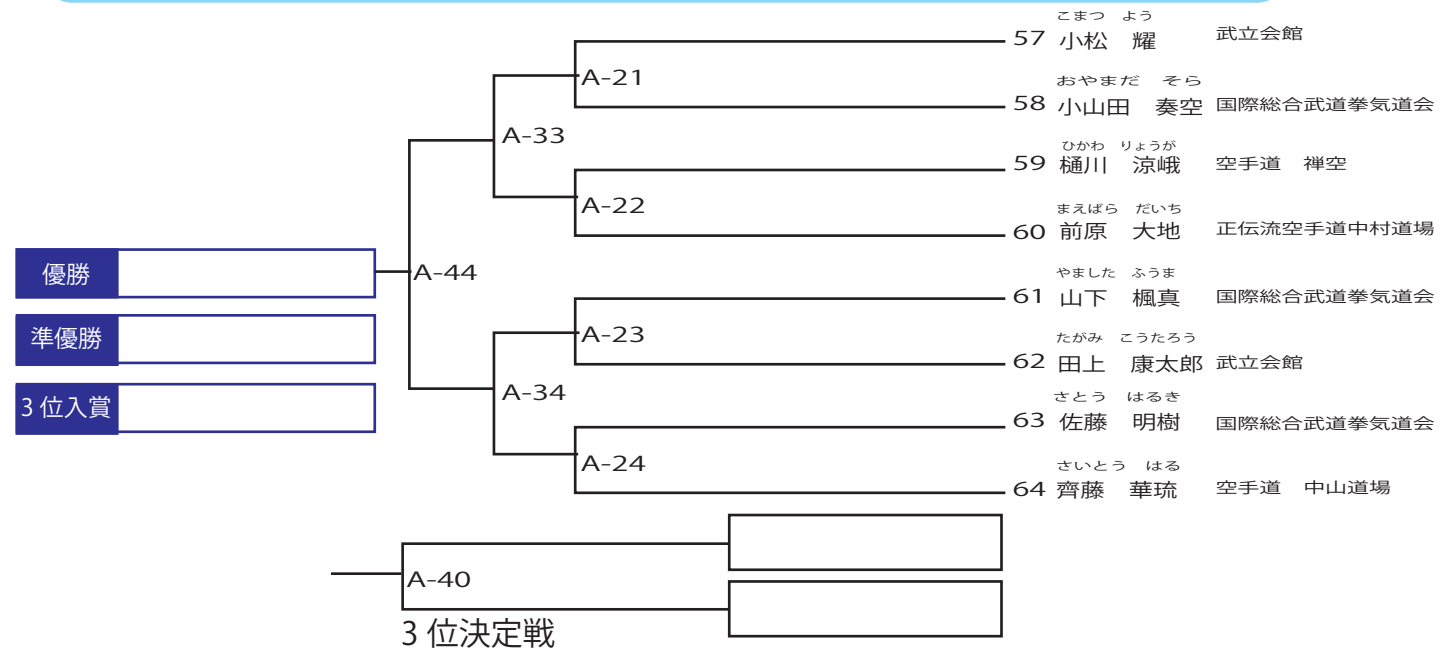 こまつ よう
57 小松 耀 武立会館
A-21
おやまだ そら
58 小山田 奏空 国際総合武道拳気道会
A-33
ひかわ りょうが
59 樋川 涼峨 空手道 禅空
A-22
まえばら だいち
60 前原 大地 正伝流空手道中村道場
優勝
A-44
やました ふうま
61 山下 楓真 国際総合武道拳気道会
準優勝
A-23
たがみ こうたろう
62 田上 康太郎 武立会館
3位入賞
A-34
さとう はるき
63 佐藤 明樹 国際総合武道拳気道会
A-24
さいとう はる
64 齊藤 華琉 空手道 中山道場
A-40
3位決定戦